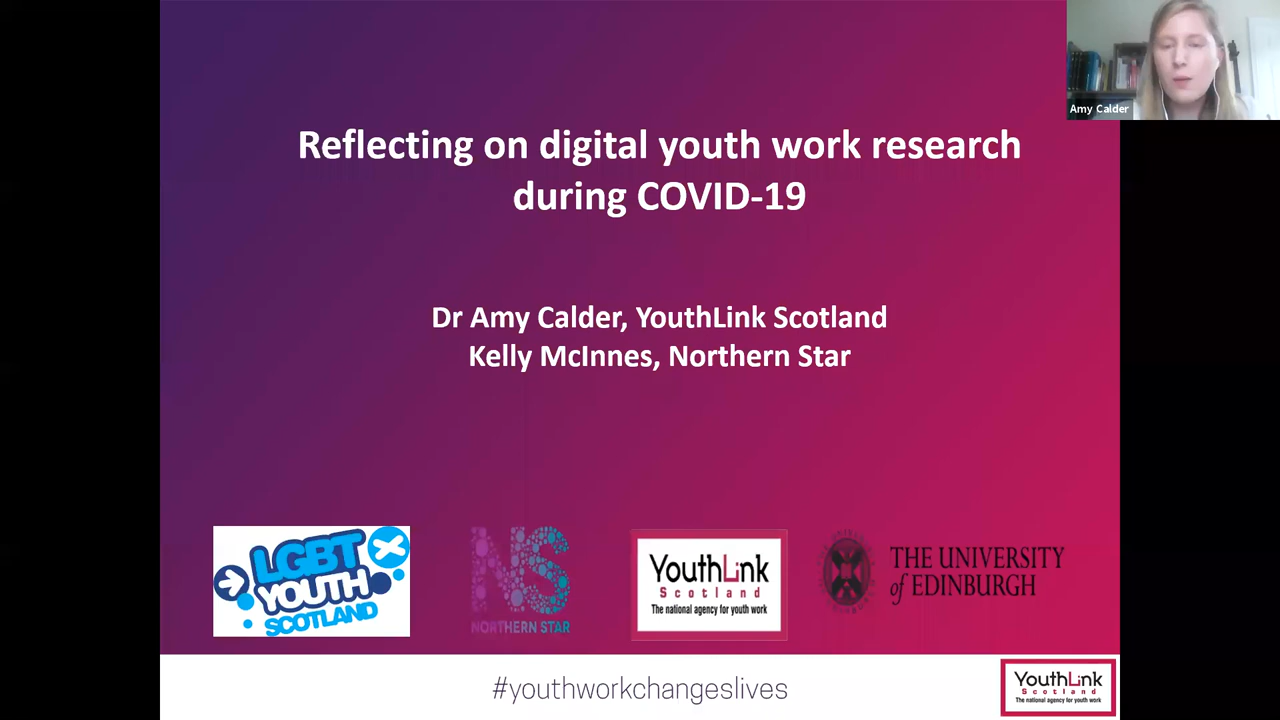 Amy Calder
Reflecting on digital youth work research
during COVID-19
Dr Amy Calder, YouthLink Scotland
Kelly McInnes, Northern Star
LGBT
YOUTH
SCOTLAND
NS
NORTHERN STAR
YouthLink
Scotland
The national agency for youth work
THE UNIVERSITY
of EDINBURGH
#youthworkchangeslives
YouthLink
Scotland
The national agency for youth work